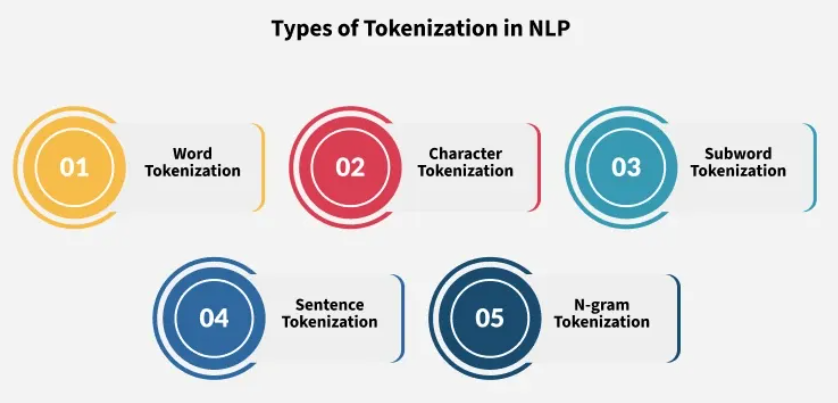 Types of Tokenization in NLP
01
Word
Tokenization
02
Character
Tokenization
03
Subword
Tokenization
04
Sentence
Tokenization
05
N-gram
Tokenization